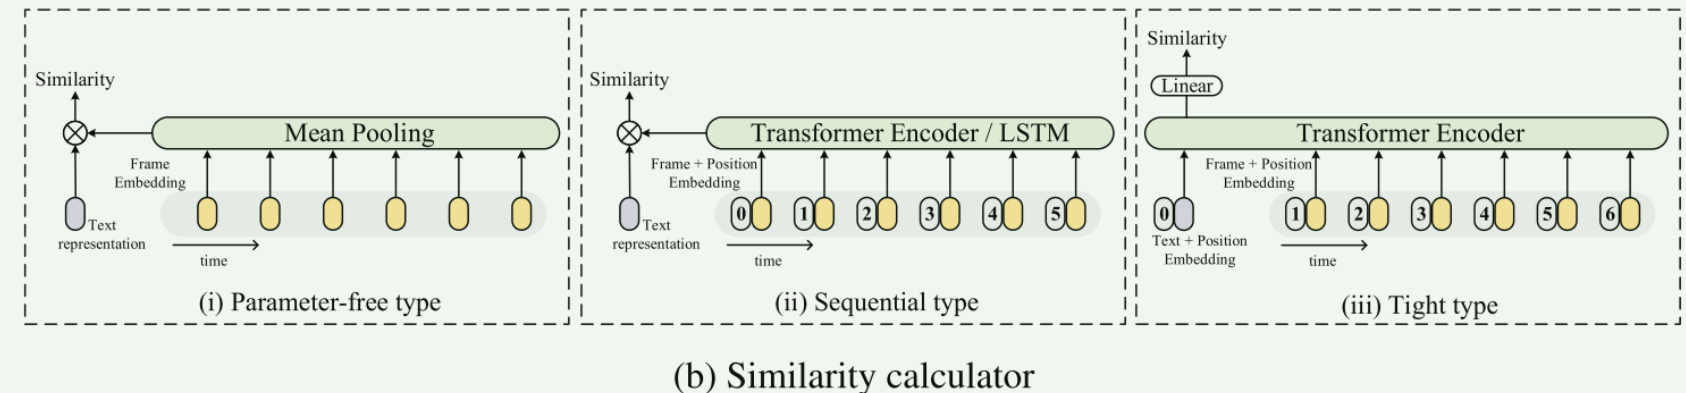 Similarity
Mean Pooling
Frame
Embedding
Text
representation
time
(i) Parameter-free type
Similarity
Transformer Encoder / LSTM
Frame + Position
Embedding
0 1 2 3 4 5
Text
representation
time
(ii) Sequential type
Similarity
Linear
Transformer Encoder
Frame + Position
Embedding
0 1 2 3 4 5 6
Text + Position
Embedding
time
(iii) Tight type
(b) Similarity calculator